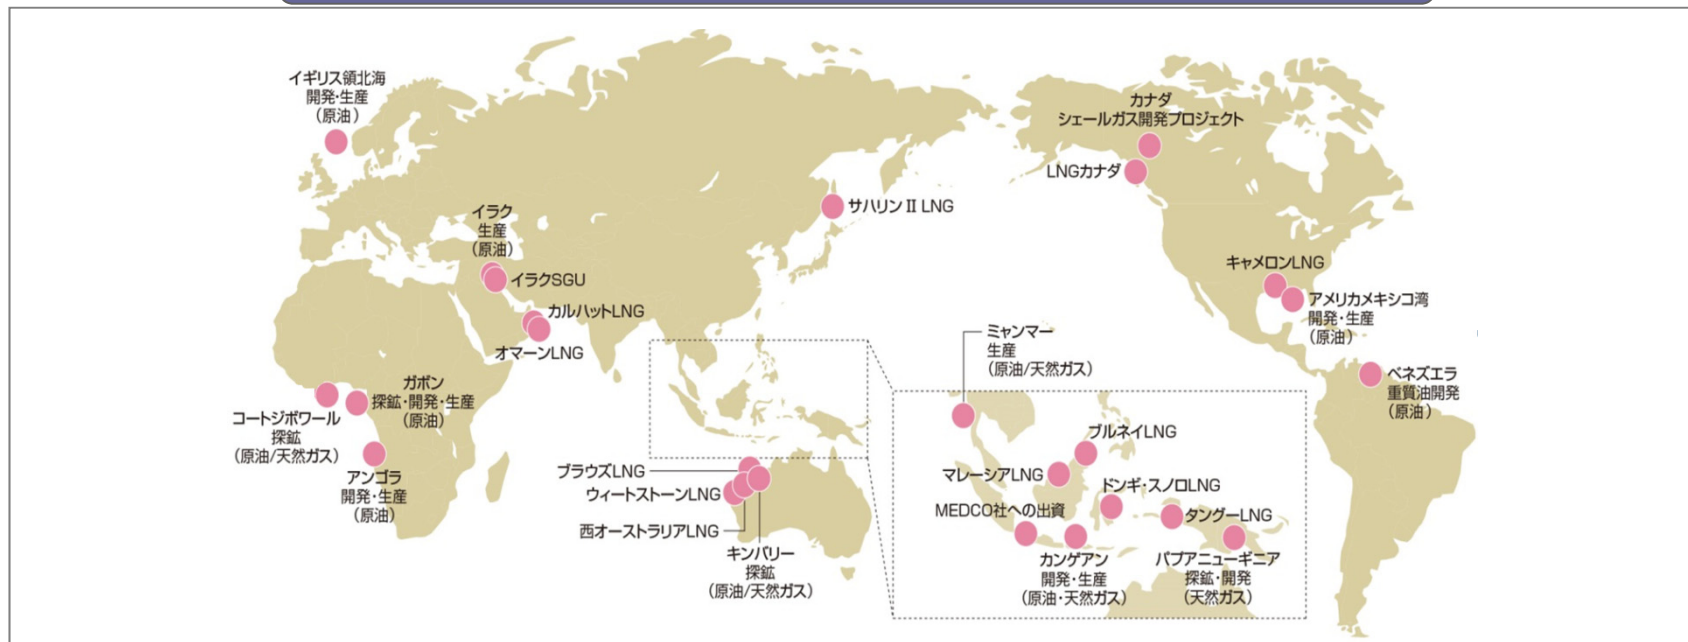 イギリス領北海
開発・生産
（原油）
カナダ
シェールガス開発プロジェクト
LNGカナダ
サハリンⅡ LNG
イラク
生産
（原油）
イラクSGU
カルハットLNG
オマーンLNG
キャメロンLNG
アメリカメキシコ湾
開発・生産
（原油）
ベネズエラ
重質油開発
（原油）
ガボン
探鉱・開発・生産
（原油）
コートジボワール
探鉱
（原油/天然ガス）
アンゴラ
開発・生産
（原油）
ブラウズLNG
ウィートストーンLNG
西オーストラリアLNG
キンバリー
探鉱
（原油/天然ガス）
ミャンマー
生産
（原油/天然ガス）
ブルネイLNG
マレーシアLNG
ドンギ・スノロLNG
MEDCO社への出資
タングーLNG
カンゲアン
開発・生産
（原油・天然ガス）
パプアニューギニア
探鉱・開発
（天然ガス）